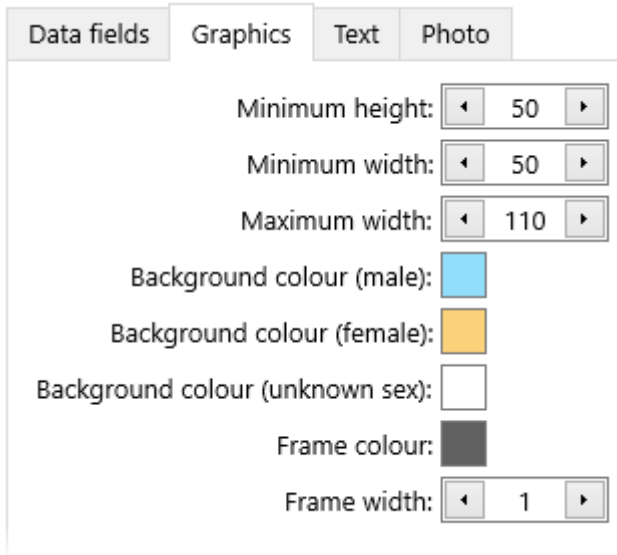 Data fields Graphics Text Photo
Minimum height: 50
Minimum width: 50
Maximum width: 110
Background colour (male):
Background colour (female):
Background colour (unknown sex):
Frame colour:
Frame width: 1